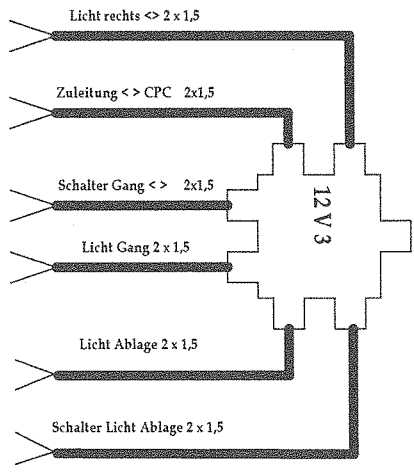 Licht rechts <> 2 x 1,5
Zuleitung < > CPC 2x1,5
Schalter Gang < > 2x1,5
12 V 3
Licht Gang 2 x 1,5
Licht Ablage 2 x 1,5
Schalter Licht Ablage 2 x 1,5